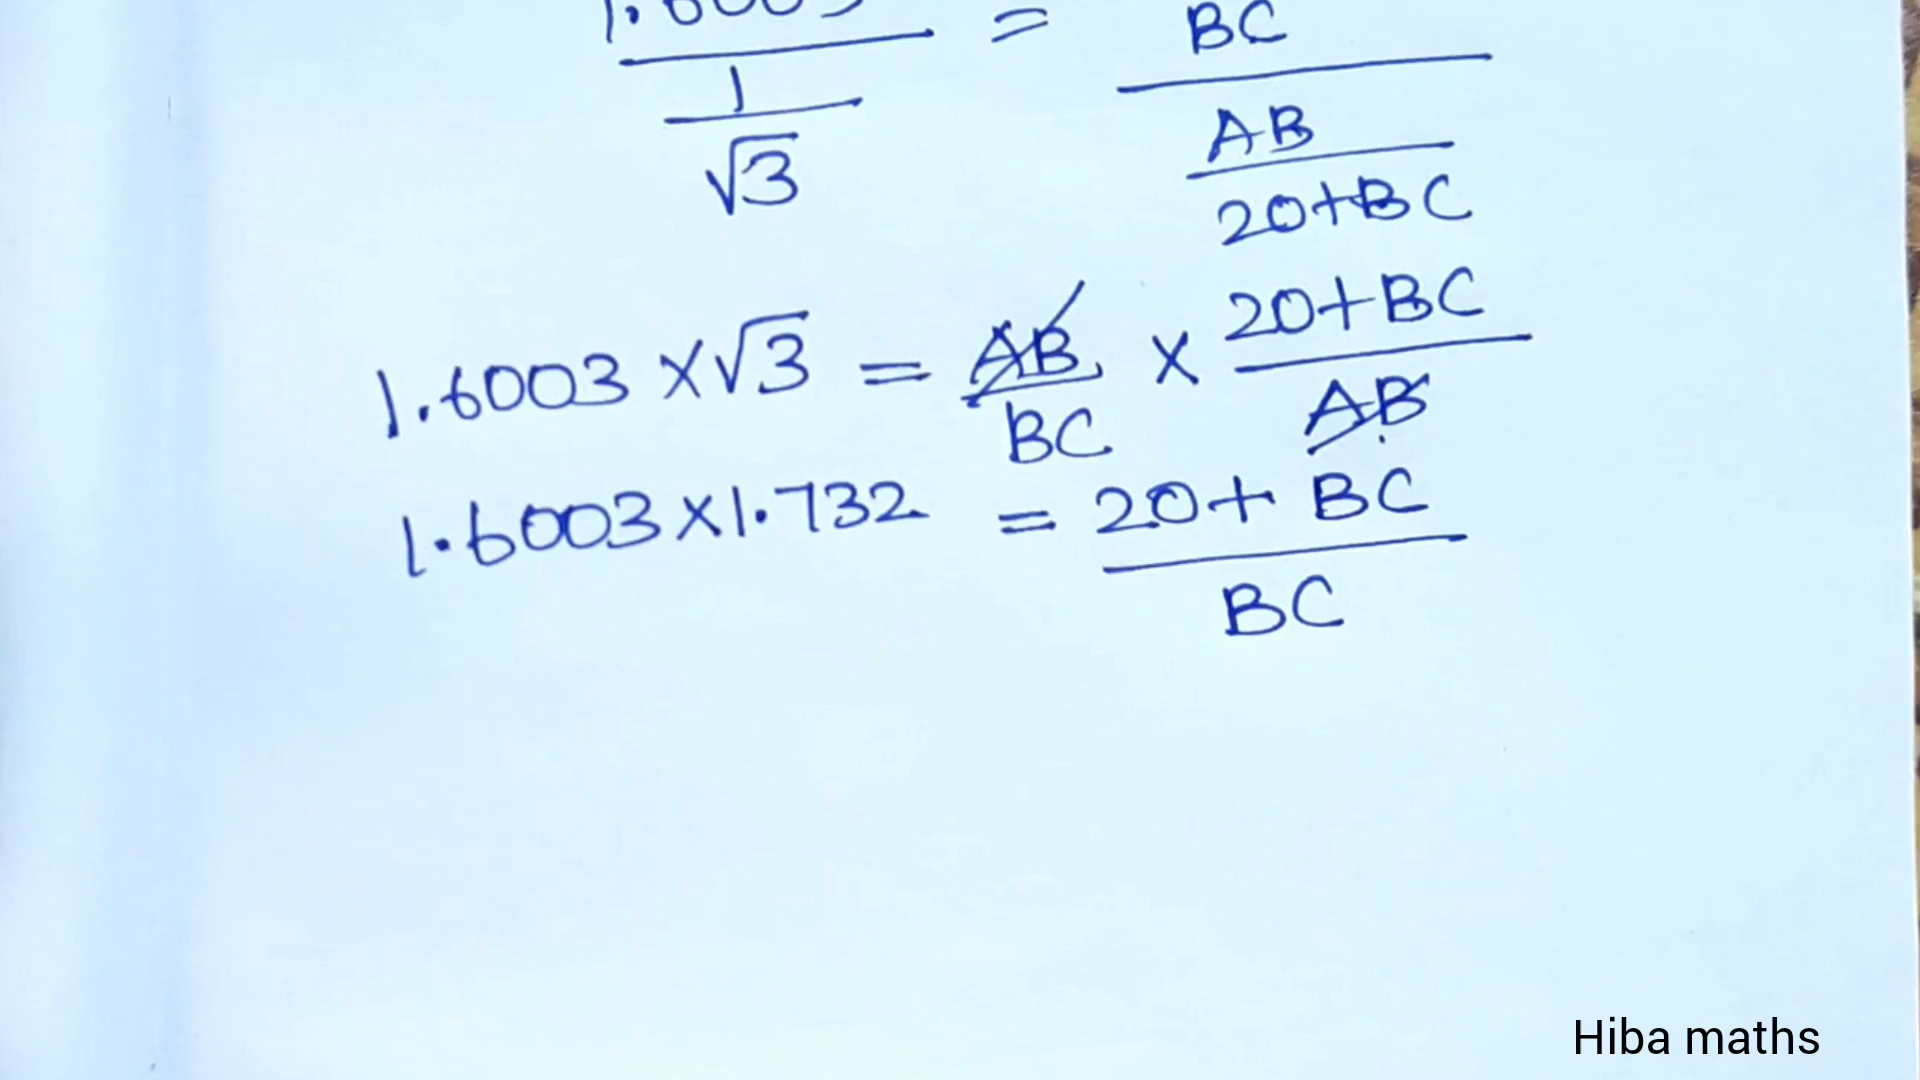 = BC
1
√3
AB
20+BC
1.6003 ×√3 = AB/BC × 20+BC/AB
1.6003×1.732 = 20+ BC/BC
Hiba maths